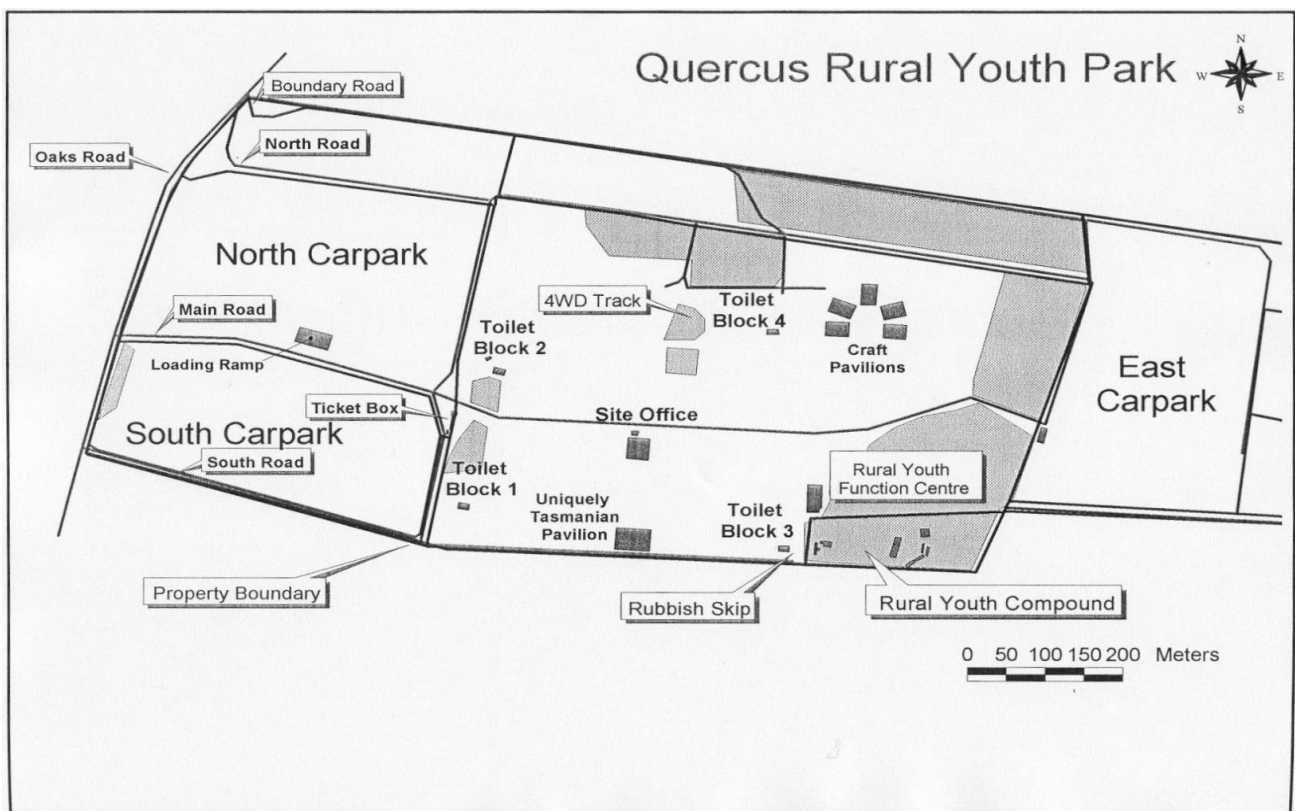 Quercus Rural Youth Park
N
W E
S
Boundary Road
North Road
Oaks Road
North Carpark
Main Road
Loading Ramp
4WD Track
Toilet
Block 4
Toilet
Block 2
Craft
Pavilions
East
Carpark
Ticket Box
Site Office
South Carpark
South Road
Toilet
Block 1
Rural Youth
Function Centre
Uniquely
Tasmanian
Pavilion
Toilet
Block 3
Property Boundary
Rubbish Skip
Rural Youth Compound
0 50 100 150 200 Meters